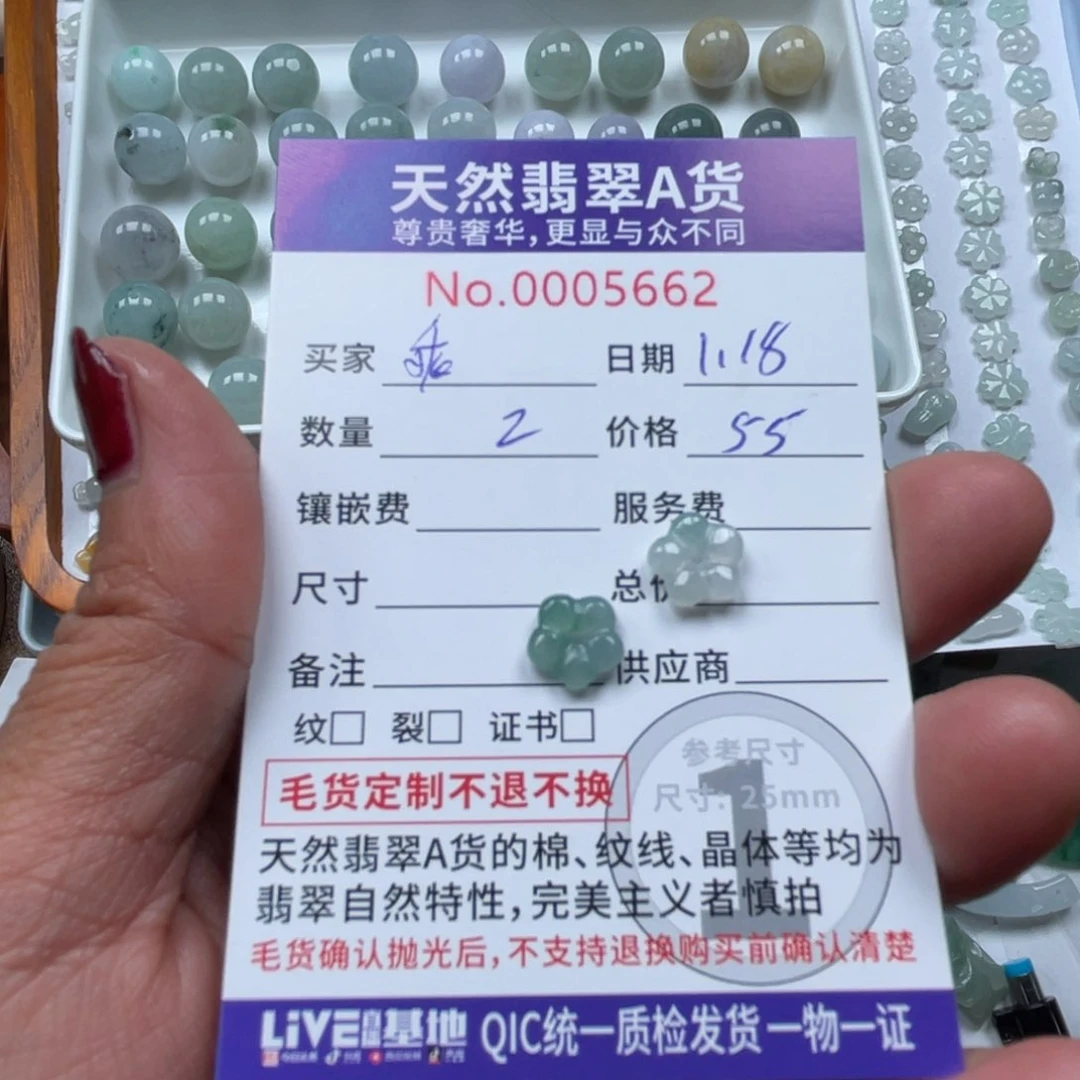 天然翡翠A货
尊贵奢华,更显与众不同
No.0005662
买家 日期 1.18
数量 2 价格 55
镶嵌费 服务费
尺寸 总价
备注 供应商
纹□ 裂□ 证书□
参考尺寸
尺寸: 25mm
1
毛货定制不退不换
天然翡翠A货的棉、纹线、晶体等均为
翡翠自然特性,完美主义者慎拍
毛货确认抛光后,不支持退换购买前确认清楚
LiVE直播基地 QIC统一质检发货一物一证